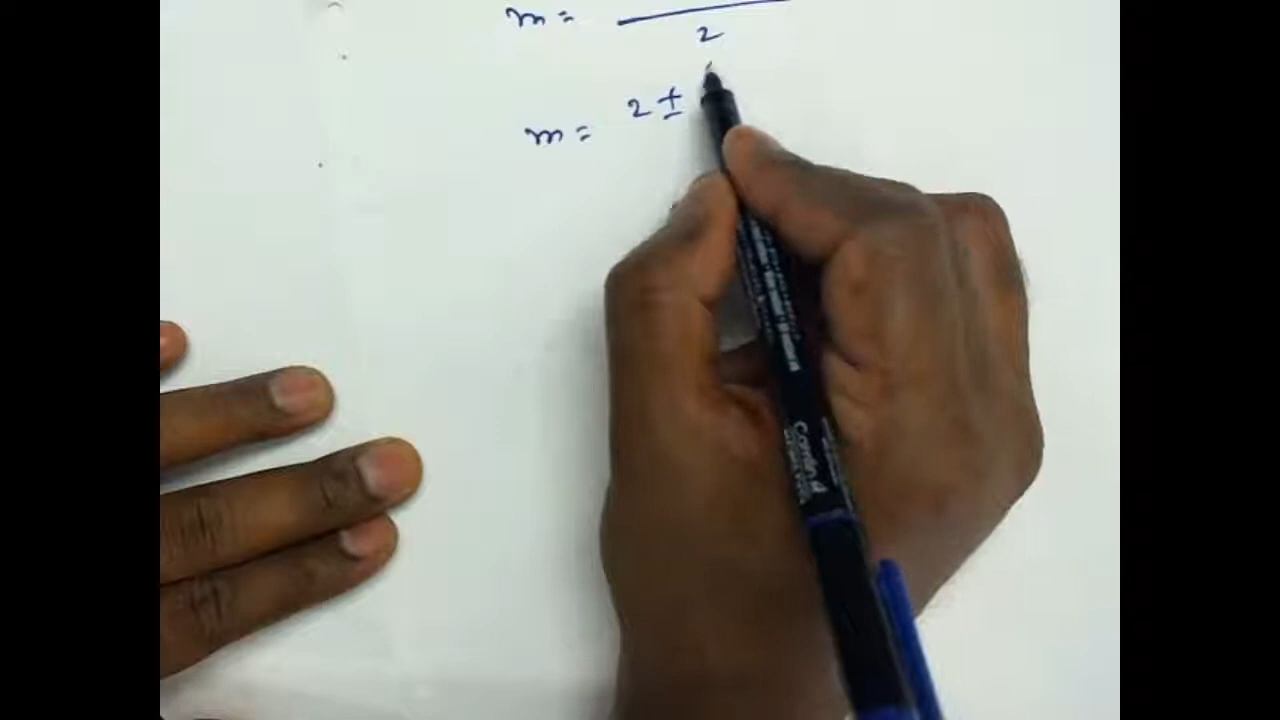 m =
2
m = 2 ±